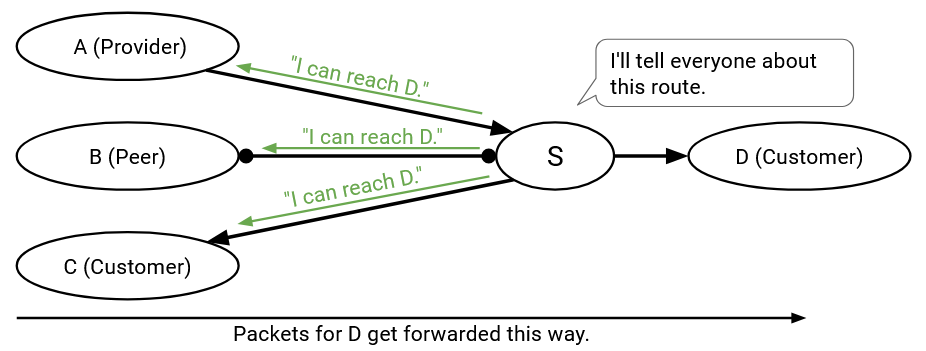 A (Provider)
"I can reach D."
I'll tell everyone about
this route.
"I can reach D."
B (Peer)
S
D (Customer)
"I can reach D."
C (Customer)
Packets for D get forwarded this way.